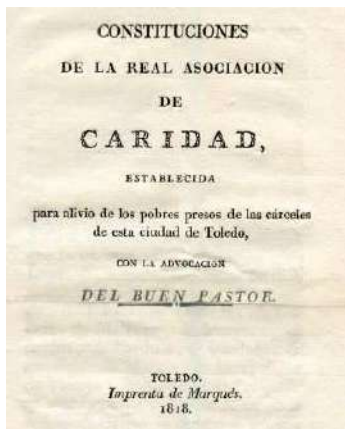 CONSTITUCIONES
DE LA REAL ASOCIACION
DE
CARIDAD,
ESTABLECIDA
para alivio de los pobres presos de las cárceles
de esta ciudad de Toledo,
CON LA ADVOCACION
DEL BUEN PASTOR.
TOLEDO.
Imprenta de Marqués.
1818.